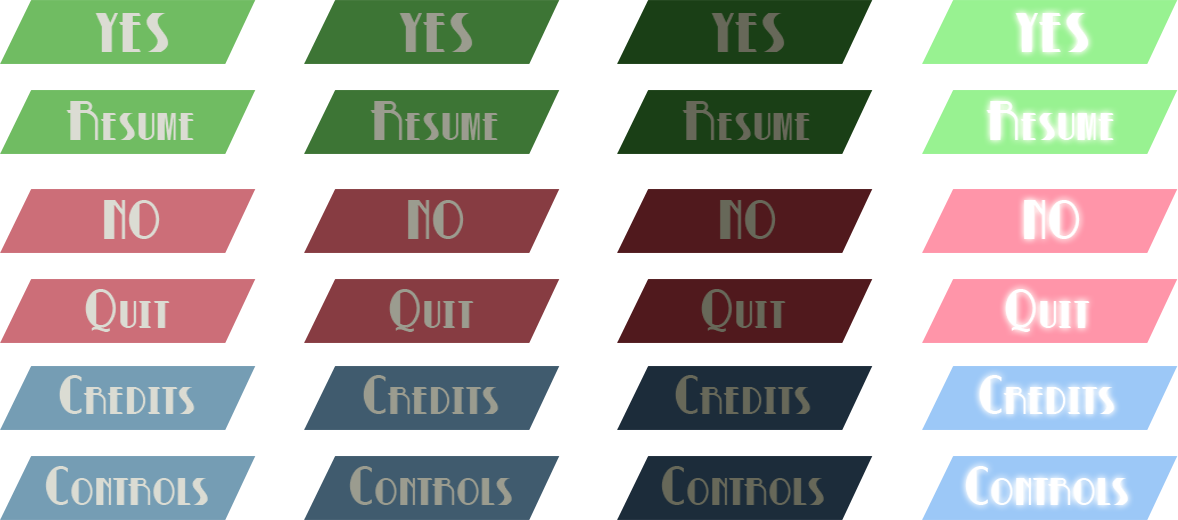 YES YES YES YES
RESUME RESUME RESUME RESUME
NO NO NO NO
QUIT QUIT QUIT QUIT
CREDITS CREDITS CREDITS CREDITS
CONTROLS CONTROLS CONTROLS CONTROLS